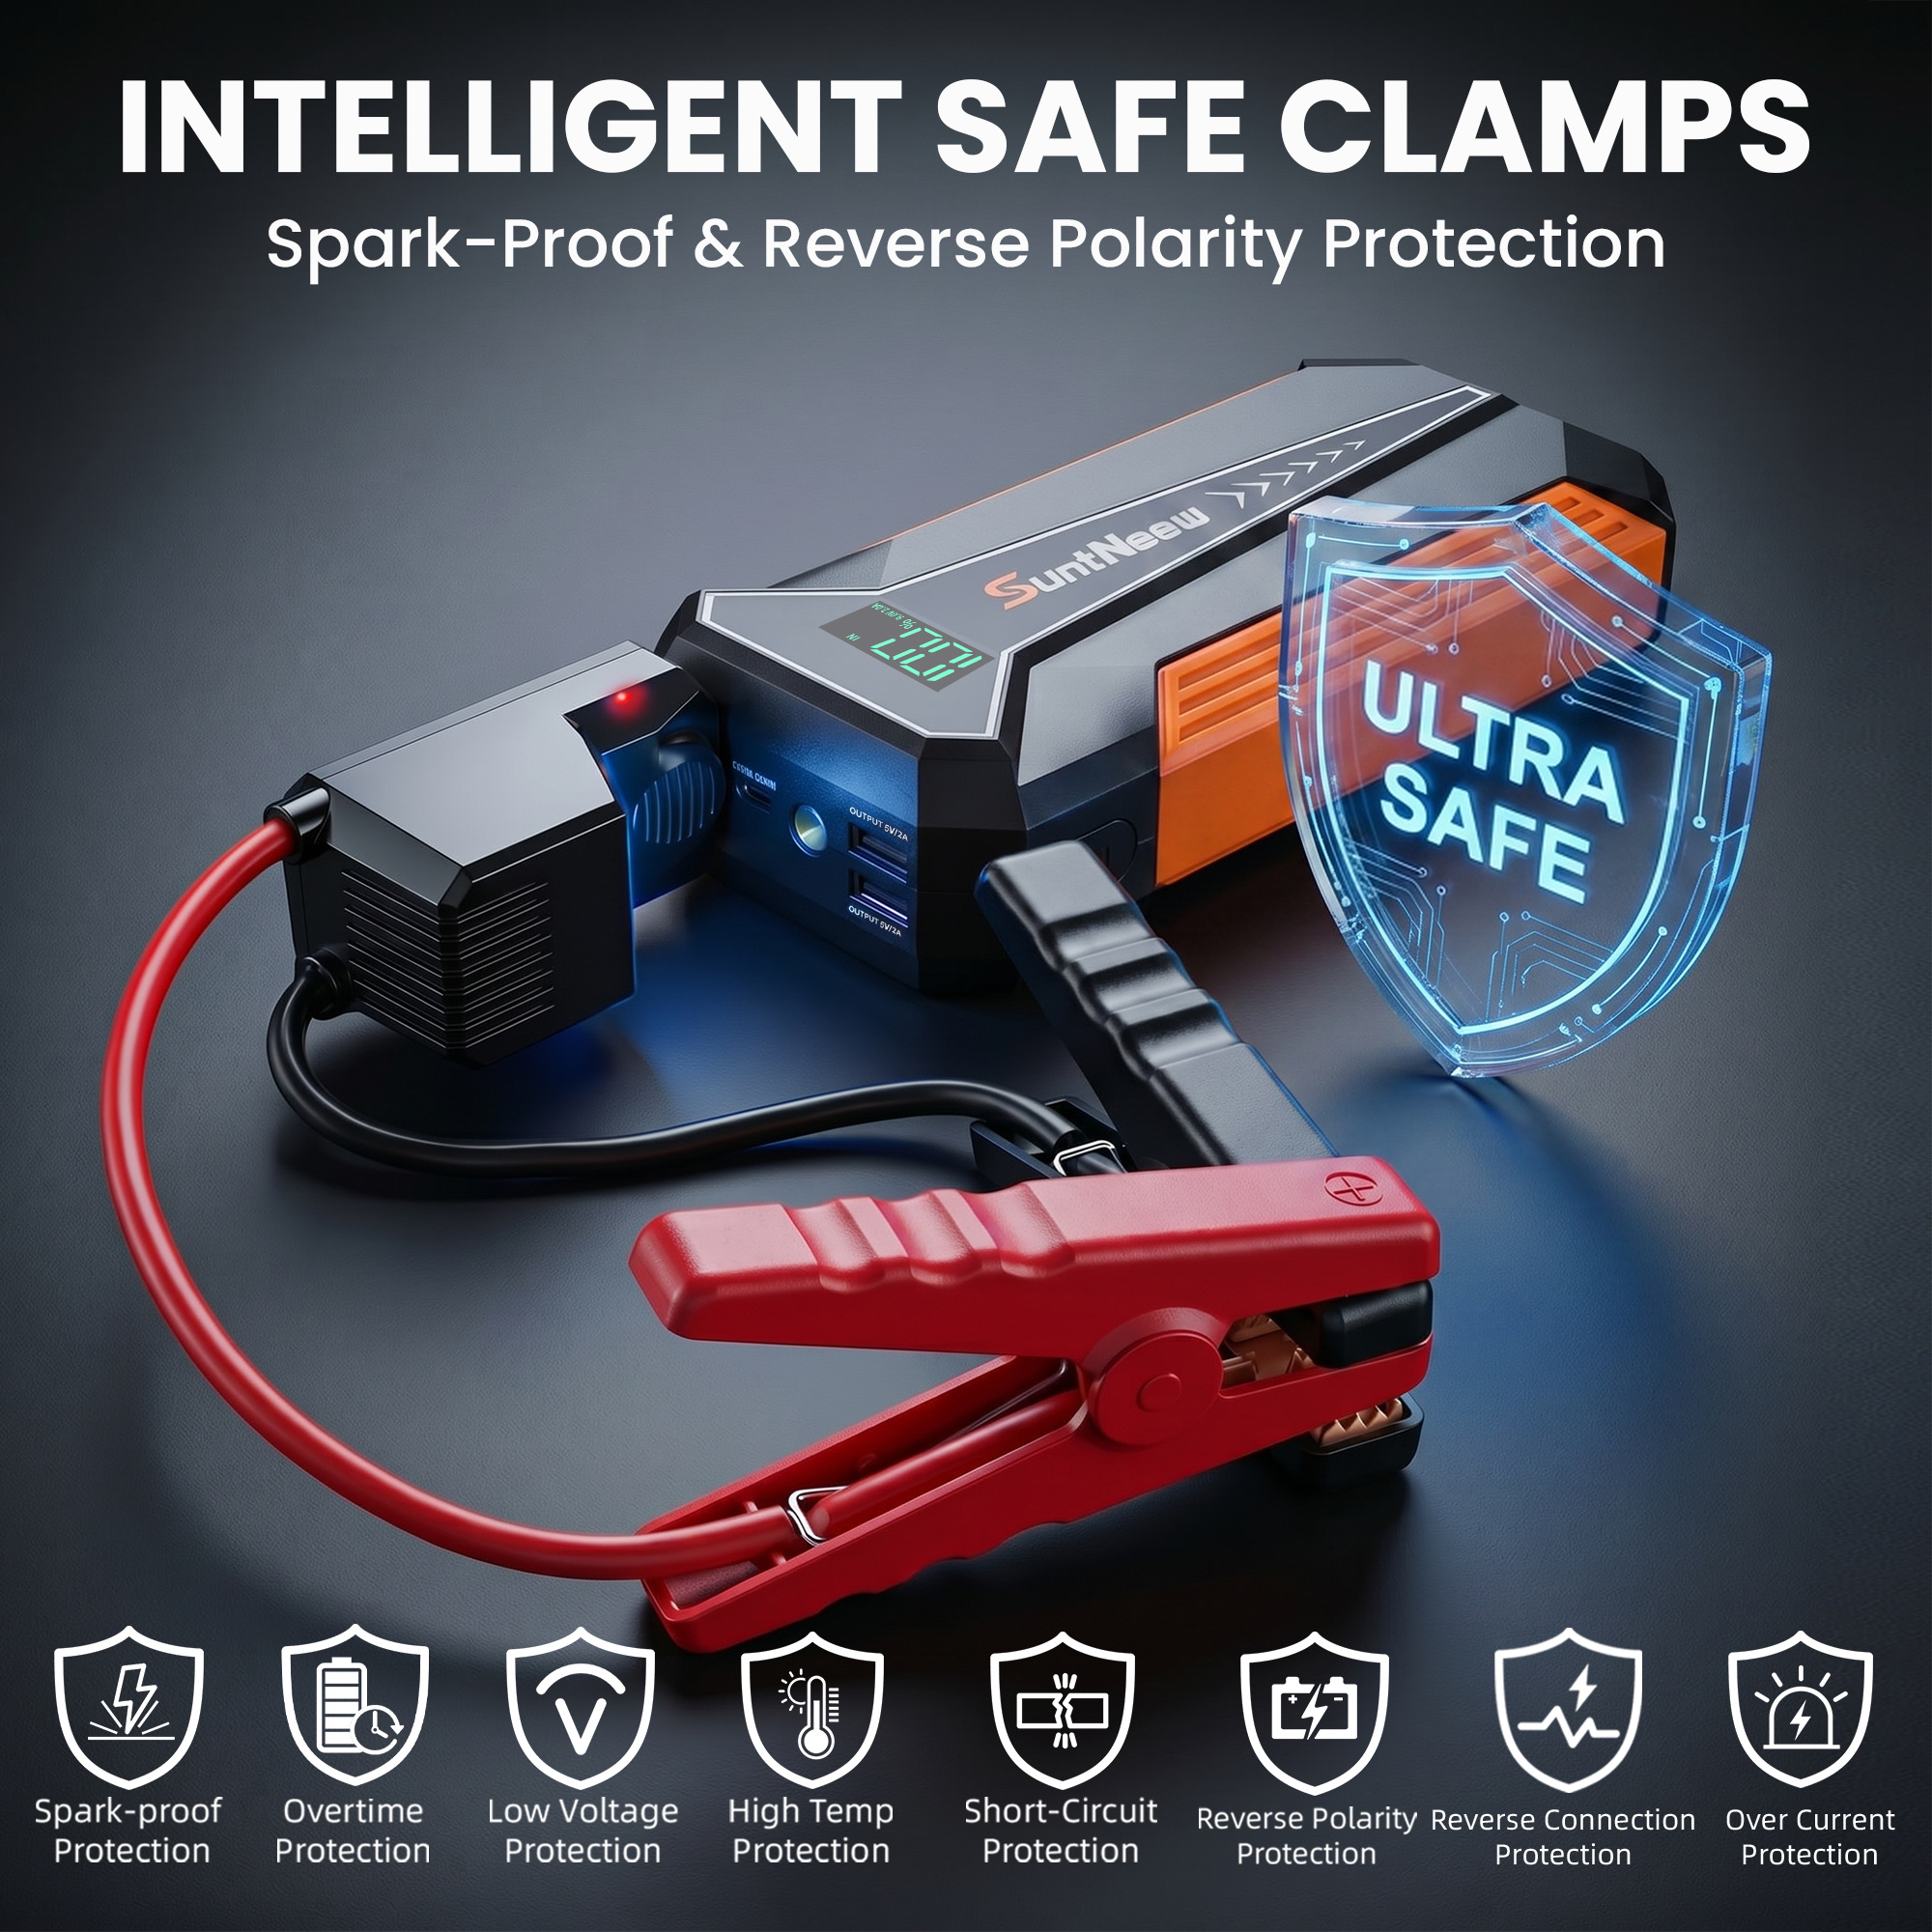 INTELLIGENT SAFE CLAMPS
Spark-Proof & Reverse Polarity Protection
SuntNeew
IN
%
OUTPUT 5V/2A
OUTPUT 5V/2A
ULTRA
SAFE
Spark-proof
Protection
Overtime
Protection
Low Voltage
Protection
High Temp
Protection
Short-Circuit
Protection
Reverse Polarity
Protection
Reverse Connection
Protection
Over Current
Protection